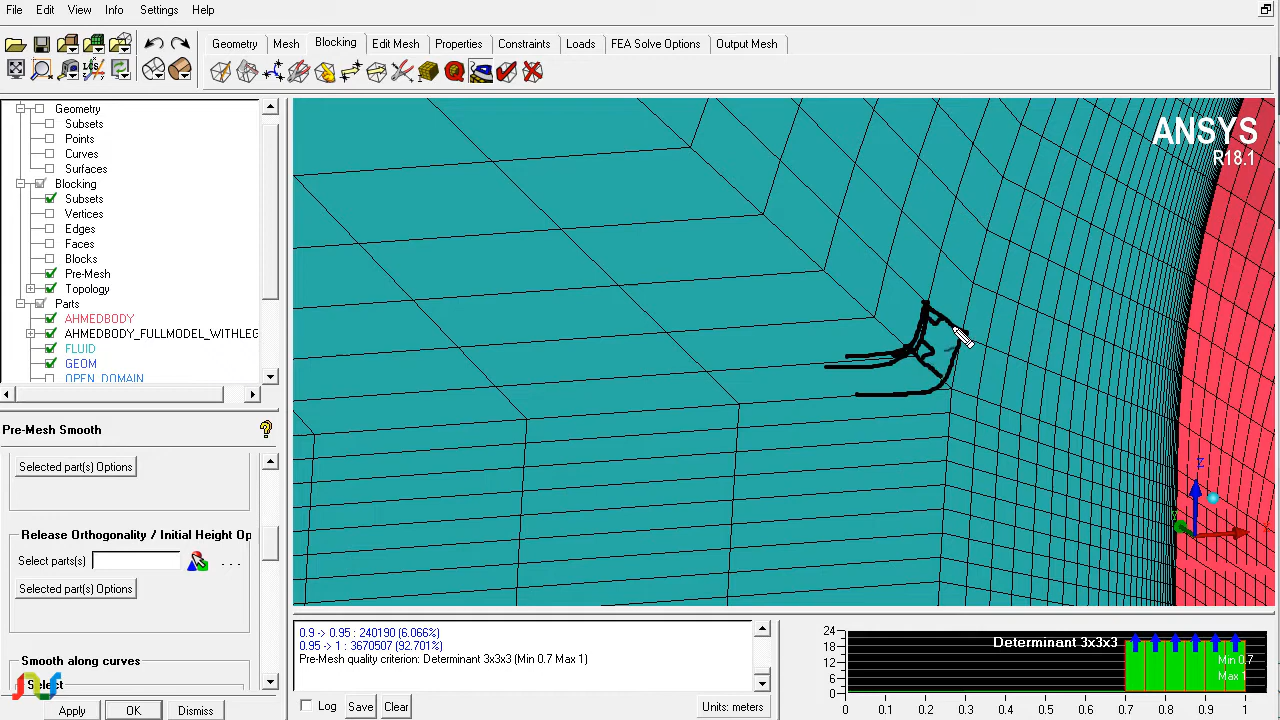 File Edit View Info Settings Help
Geometry Mesh Blocking Edit Mesh Properties Constraints Loads FEA Solve Options Output Mesh
LCS
Geometry
Subsets
Points
Curves
Surfaces
Blocking
Subsets
Vertices
Edges
Faces
Blocks
Pre-Mesh
Topology
Parts
AHMEDBODY
AHMEDBODY_FULLMODEL_WITHLEG
FLUID
GEOM
OPEN_DOMAIN
ANSYS
R18.1
Pre-Mesh Smooth
Selected part(s) Options
Release Orthogonality / Initial Height Op
Select parts(s) ...
Selected part(s) Options
Smooth along curves
Select
Apply OK Dismiss
Z
0.9 -> 0.95 : 240190 (6.066%)
0.95 -> 1 : 3670507 (92.701%)
Pre-Mesh quality criterion: Determinant 3x3x3 (Min 0.7 Max 1)
Log Save Clear Units: meters
Determinant 3x3x3
Min 0.7
Max 1
24
18
12
6
0
0 0.1 0.2 0.3 0.4 0.5 0.6 0.7 0.8 0.9 1